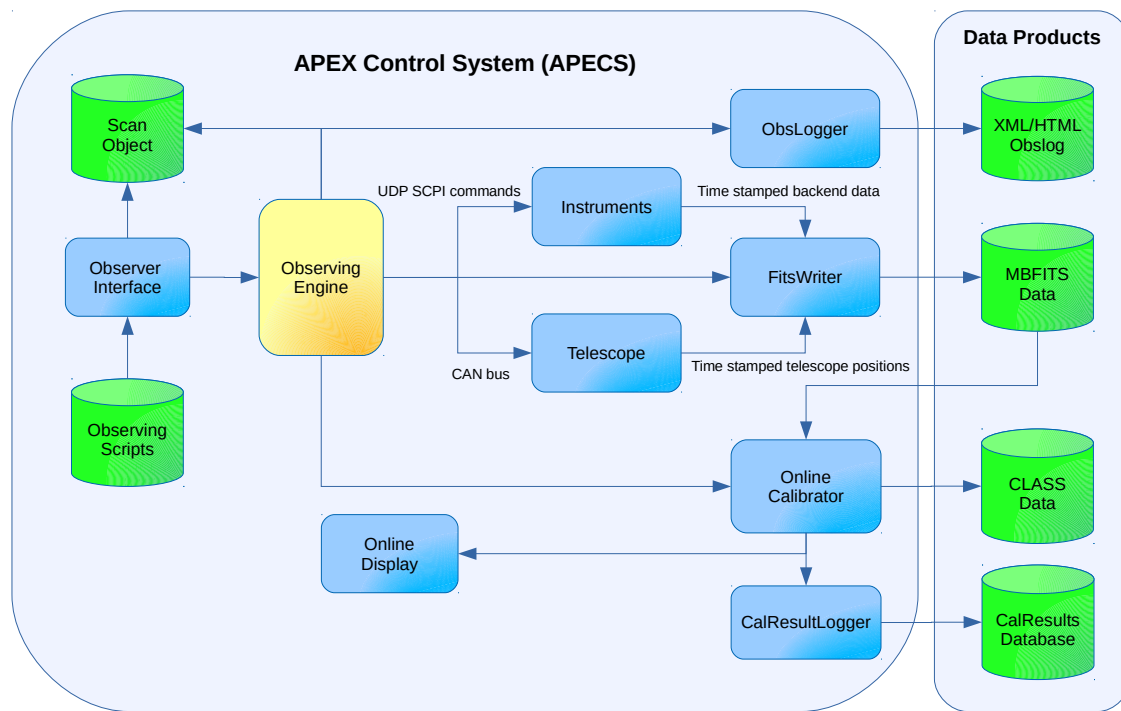 APEX Control System (APECS)
Data Products
Scan
Object
ObsLogger
XML/HTML
Obslog
UDP SCPI commands
Time stamped backend data
Instruments
Observer
Interface
Observing
Engine
FitsWriter
MBFITS
Data
Telescope
CAN bus
Time stamped telescope positions
Observing
Scripts
Online
Calibrator
CLASS
Data
Online
Display
CalResultLogger
CalResults
Database